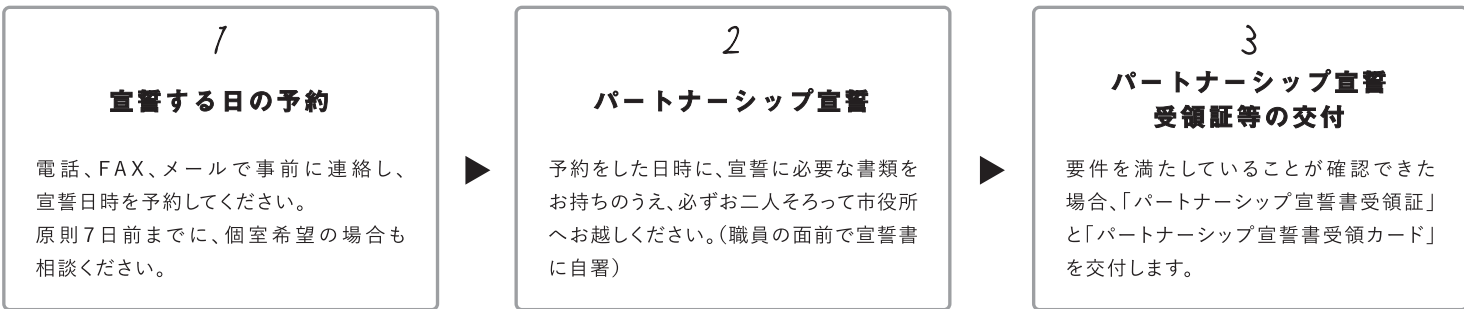 1
宣誓する日の予約
電話、FAX、メールで事前に連絡し、
宣誓日時を予約してください。
原則7日前までに、個室希望の場合も
相談ください。
2
パートナーシップ宣誓
予約をした日時に、宣誓に必要な書類を
お持ちのうえ、必ずお二人そろって市役所
へお越しください。（職員の面前で宣誓書
に自署）
3
パートナーシップ宣誓
受領証等の交付
要件を満たしていることが確認できた
場合、「パートナーシップ宣誓書受領証」
と「パートナーシップ宣誓書受領カード」
を交付します。